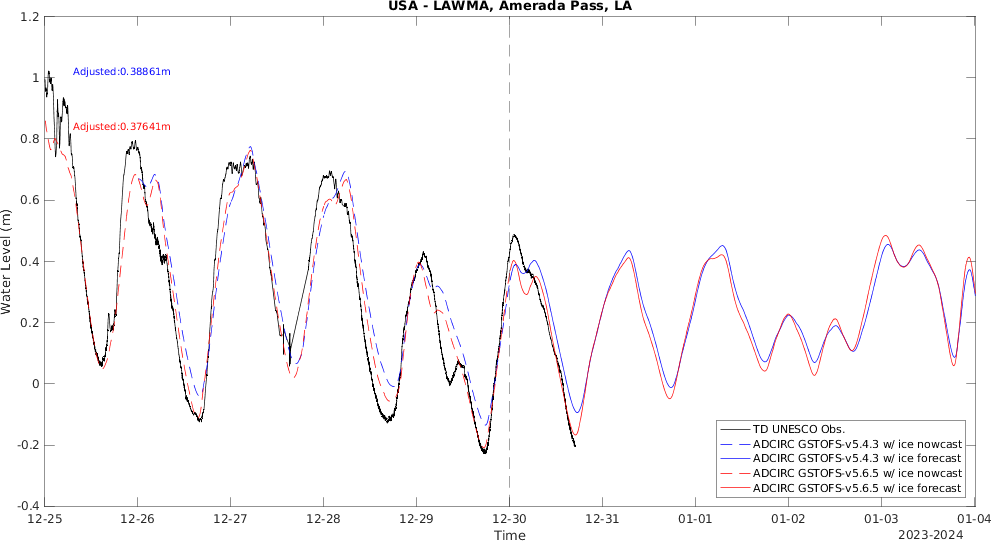 USA - LAWMA, Amerada Pass, LA
1.2
1
0.8
0.6
0.4
0.2
0
-0.2
-0.4
Water Level (m)
Adjusted:0.38861m
Adjusted:0.37641m
TD UNESCO Obs.
ADCIRC GSTOFS-v5.4.3 w/ ice nowcast
ADCIRC GSTOFS-v5.4.3 w/ ice forecast
ADCIRC GSTOFS-v5.6.5 w/ ice nowcast
ADCIRC GSTOFS-v5.6.5 w/ ice forecast
12-25 12-26 12-27 12-28 12-29 12-30 12-31 01-01 01-02 01-03 01-04
Time
2023-2024